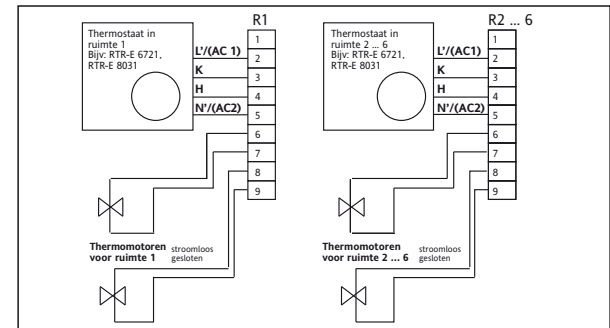 R1
Thermostaat in
ruimte 1
Bijv: RTR-E 6721,
RTR-E 8031
L'/(AC 1)
K
H
N'/(AC2)
1
2
3
4
5
6
7
8
9
Thermomotoren
voor ruimte 1
stroomloos
gesloten
R2 ... 6
Thermostaat in
ruimte 2 ... 6
Bijv: RTR-E 6721,
RTR-E 8031
L'/(AC1)
K
H
N'/(AC2)
1
2
3
4
5
6
7
8
9
Thermomotoren
voor ruimte 2 ... 6
stroomloos
gesloten